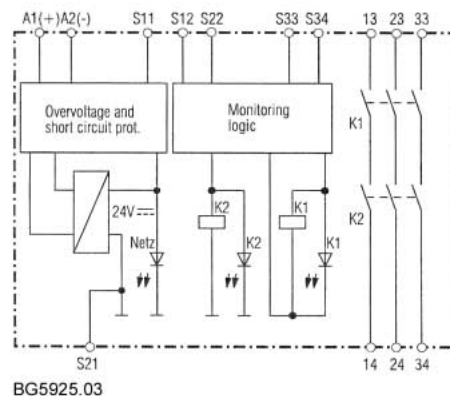 A1(+) A2(-) S11 S12 S22 S33 S34 13 23 33
Overvoltage and
short circuit prot.
Monitoring
logic
K1
24V
K2 K1 K2
Netz K2 K1
S21 14 24 34
BG5925.03